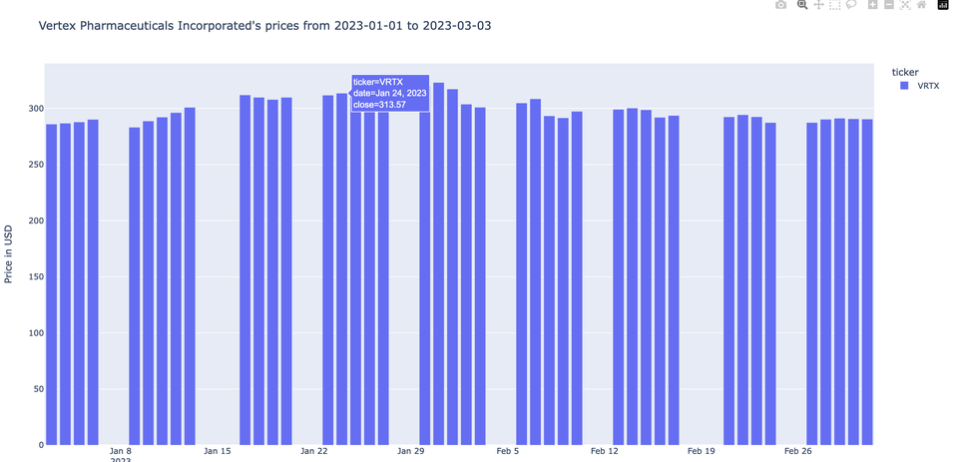 Vertex Pharmaceuticals Incorporated's prices from 2023-01-01 to 2023-03-03
ticker
VRTX
ticker=VRTX
date=Jan 24, 2023
close=313.57
Price in USD
300
250
200
150
100
50
0
Jan 8 Jan 15 Jan 22 Jan 29 Feb 5 Feb 12 Feb 19 Feb 26
2023